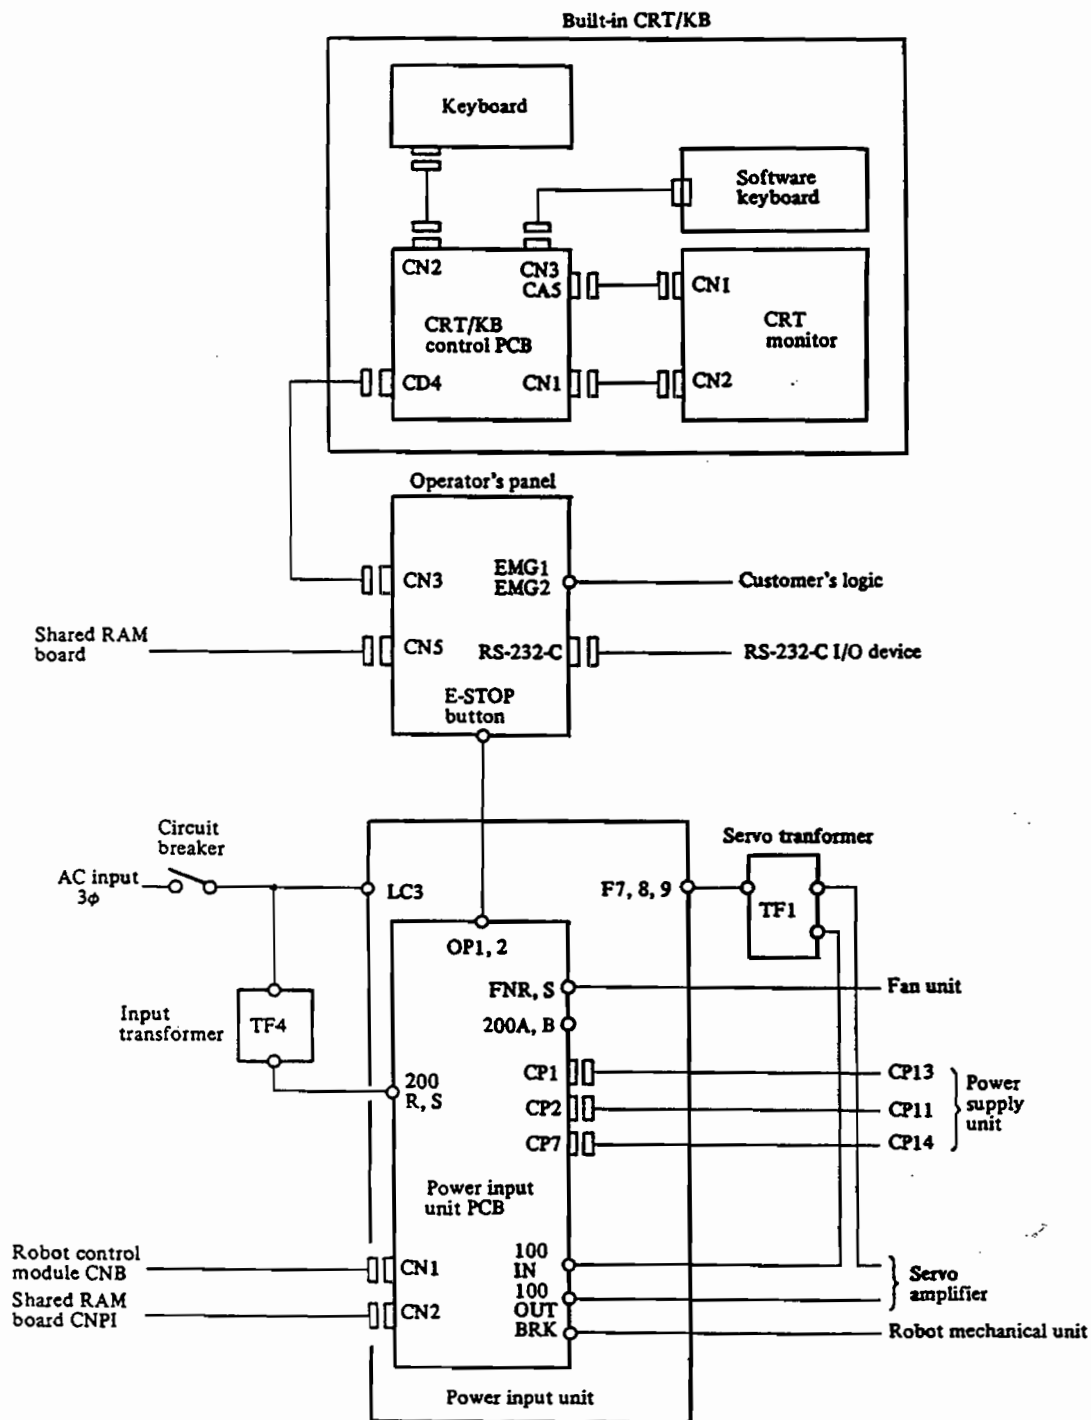 Built-in CRT/KB
Keyboard
Software
keyboard
CN2
CN3
CA5
CN1
CRT/KB
control PCB
CRT
monitor
CD4
CN1
CN2
Operator's panel
CN3
EMG1
EMG2
Customer's logic
Shared RAM
board
CN5
RS-232-C
RS-232-C I/O device
E-STOP
button
Circuit
breaker
Servo tranformer
AC input
3ϕ
LC3
F7, 8, 9
TF1
OP1, 2
FNR, S
Fan unit
Input
transformer
TF4
200A, B
200
R, S
CP1
CP13
CP2
CP11
CP7
CP14
Power
supply
unit
Power input
unit PCB
Robot control
module CNB
CN1
100
IN
Shared RAM
board CNPI
CN2
100
OUT
BRK
Servo
amplifier
Robot mechanical unit
Power input unit